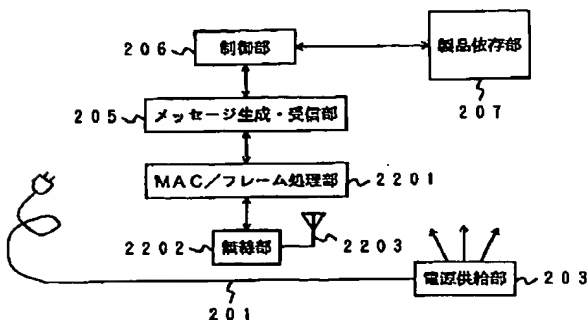 206 制御部
製品依存部
207
205 メッセージ生成・受信部
MAC/フレーム処理部 2201
2202 無線部 2203
電源供給部 203
201